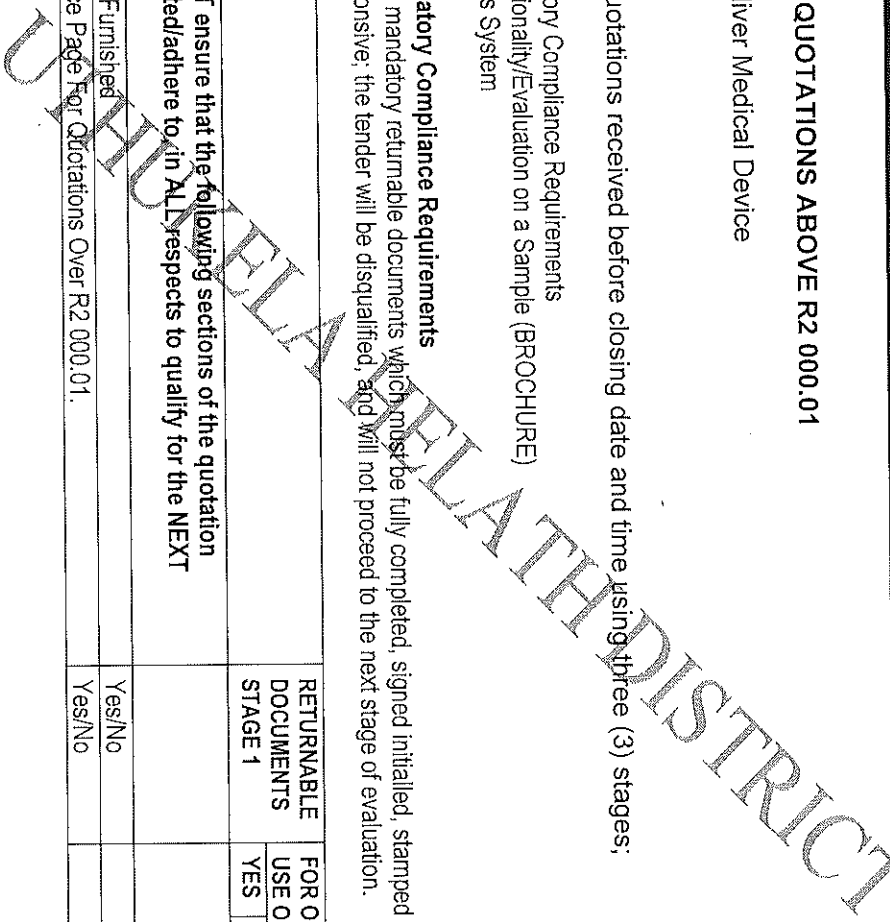 QUOTATIONS ABOVE R2 000.01
liver Medical Device
uotations received before closing date and time using three (3) stages;
ory Compliance Requirements
ionality/Evaluation on a Sample (BROCHURE)
s System
atory Compliance Requirements
mandatory returnable documents which must be fully completed, signed initialled, stamped
onsive; the tender will be disqualified, and will not proceed to the next stage of evaluation.
RETURNABLE
DOCUMENTS
STAGE 1
FOR O
USE O
YES
T ensure that the following sections of the quotation
ted/adhere to, in ALL respects to qualify for the NEXT
Furnished
Yes/No
ce Page For Quotations Over R2 000.01.
Yes/No
UTHUKELA HELATH DISTRICT